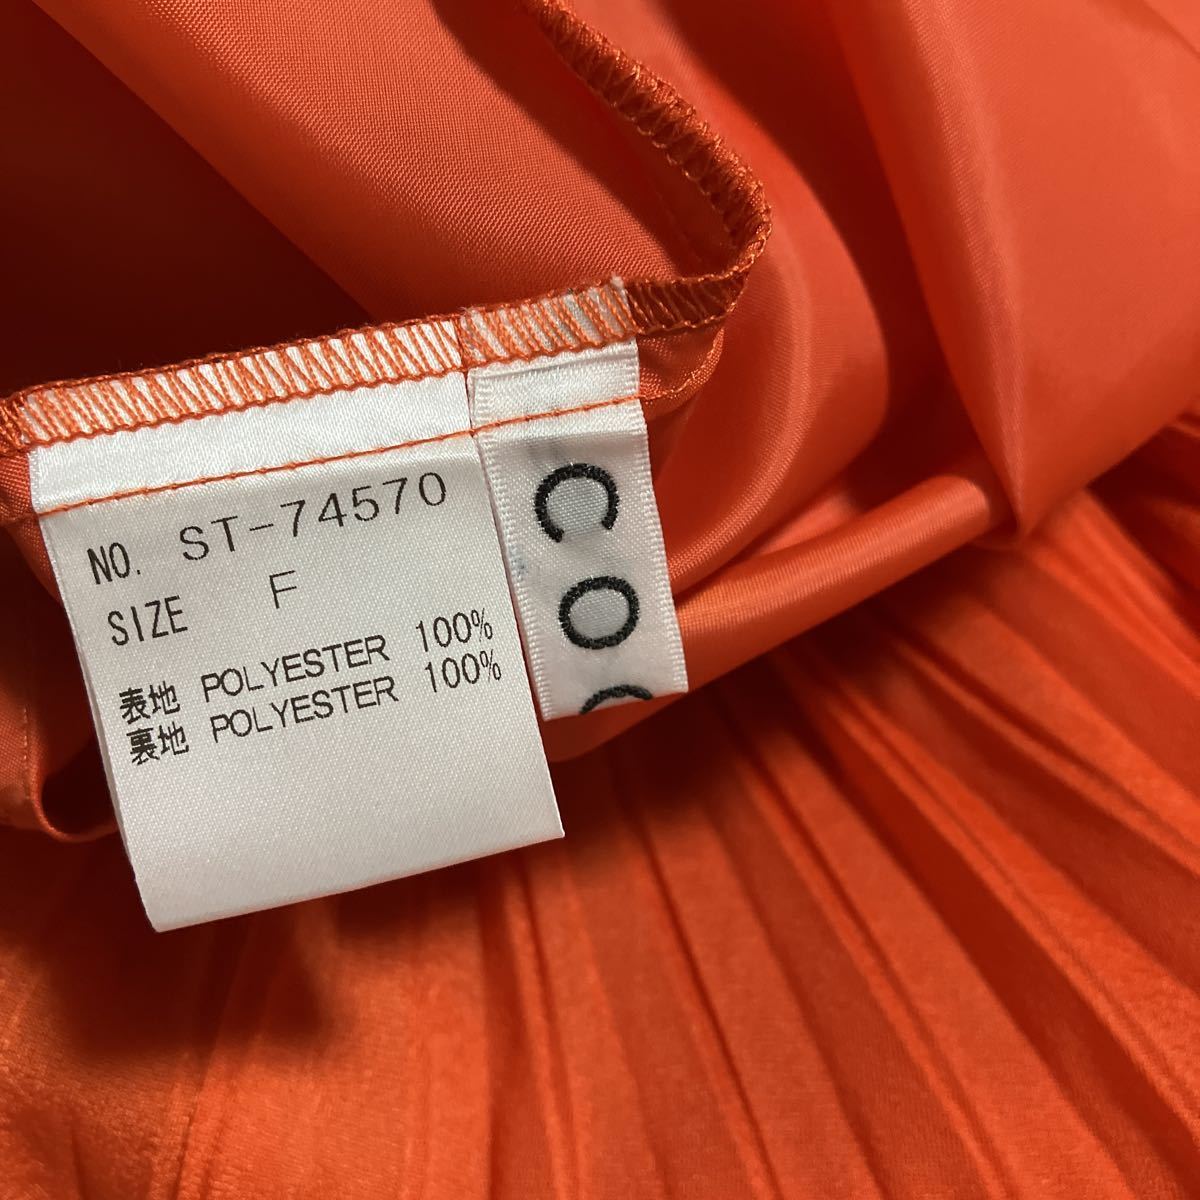 NO. ST-74570
SIZE F
表地 POLYESTER 100%
裏地 POLYESTER 100%
CO